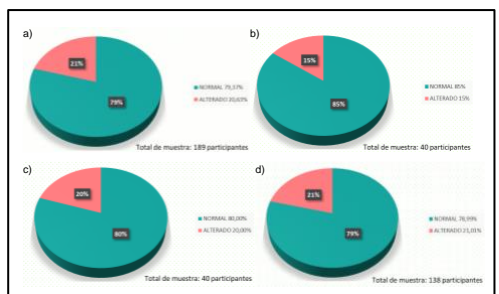 a)
21%
79%
NORMAL 79,37%
ALTERADO 20,63%
Total de muestra: 189 participantes
b)
15%
85%
NORMAL 85%
ALTERADO 15%
Total de muestra: 40 participantes
c)
20%
80%
NORMAL 80,00%
ALTERADO 20,00%
Total de muestra: 40 participantes
d)
21%
79%
NORMAL 78,99%
ALTERADO 21,01%
Total de muestra: 138 participantes